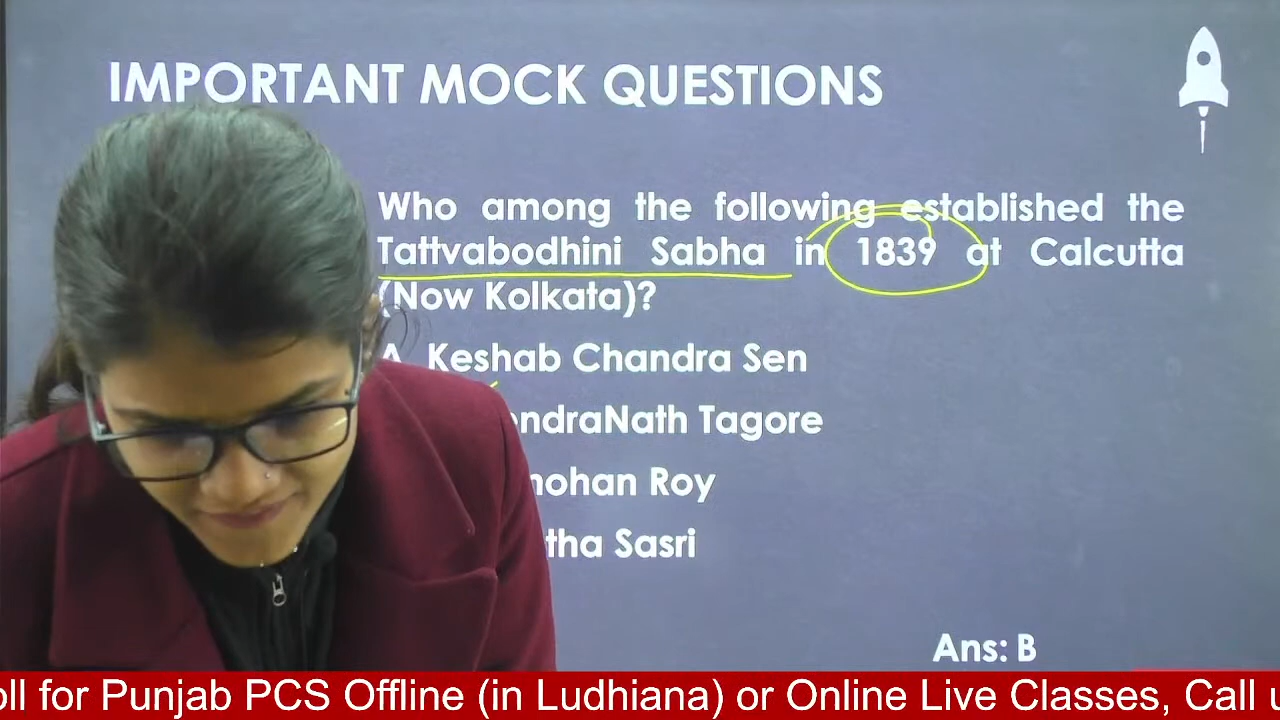 IMPORTANT MOCK QUESTIONS
Who among the following established the
Tattvabodhini Sabha in 1839 at Calcutta
(Now Kolkata)?
A. Keshab Chandra Sen
ondraNath Tagore
mohan Roy
tha Sasri
Ans: B
oll for Punjab PCS Offline (in Ludhiana) or Online Live Classes, Call u